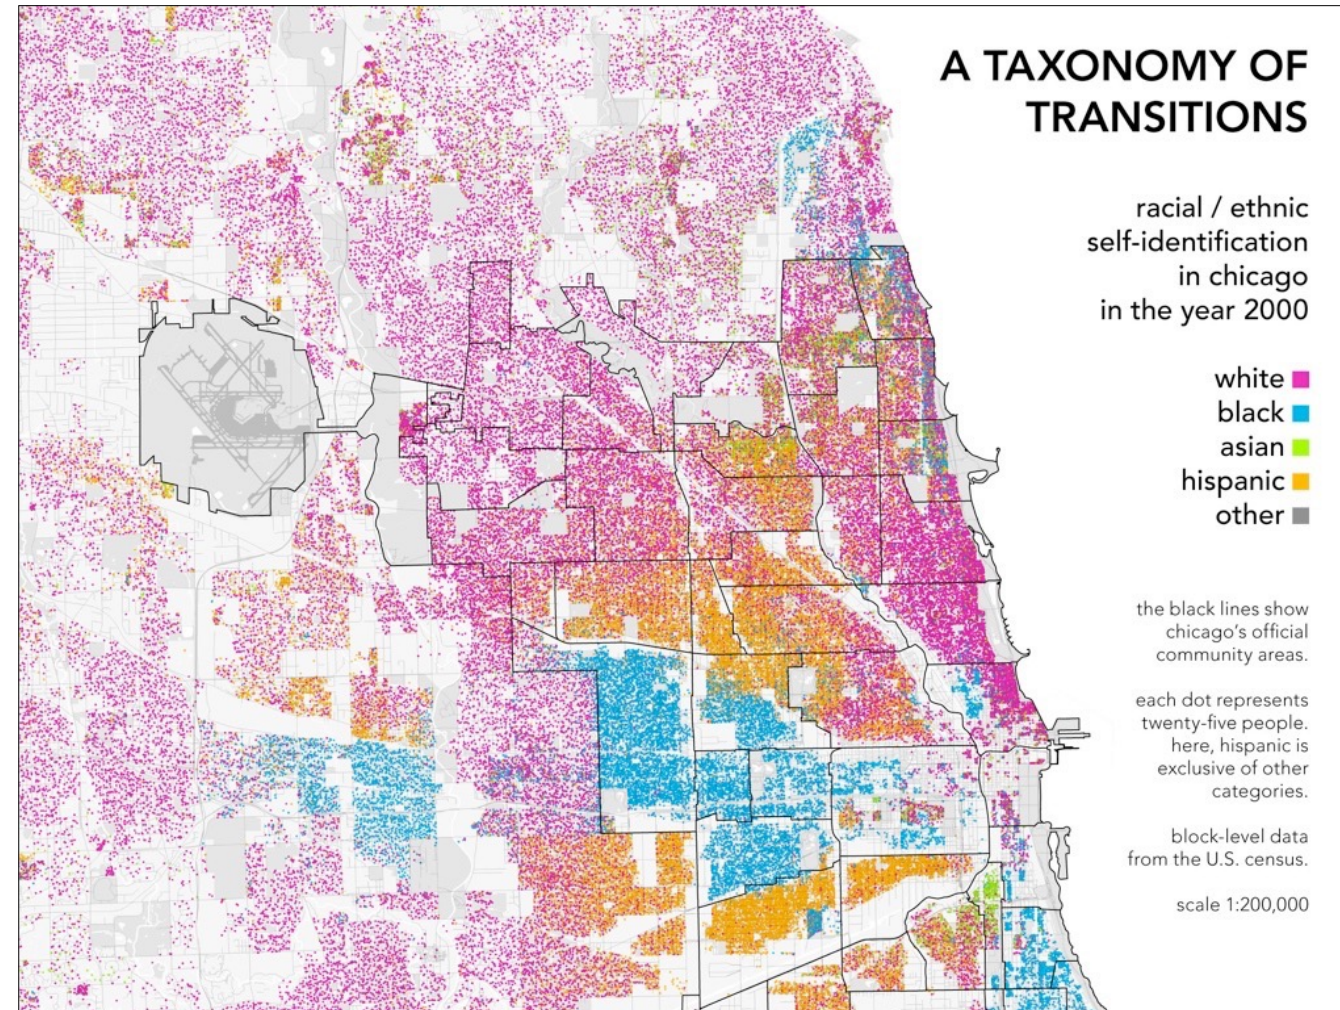 A TAXONOMY OF
TRANSITIONS
racial / ethnic
self-identification
in chicago
in the year 2000
white
black
asian
hispanic
other
the black lines show
chicago's official
community areas.
each dot represents
twenty-five people.
here, hispanic is
exclusive of other
categories.
block-level data
from the U.S. census.
scale 1:200,000